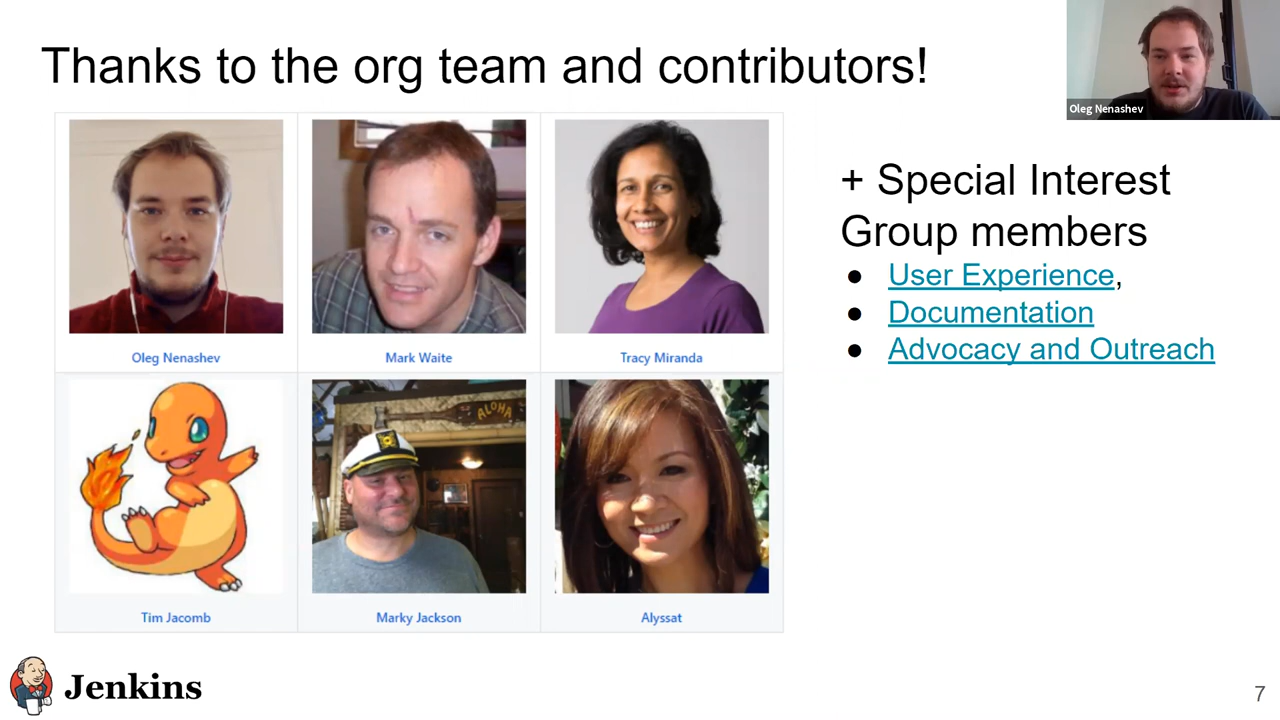 Thanks to the org team and contributors!
Oleg Nenashev
+ Special Interest
Group members
● User Experience,
● Documentation
● Advocacy and Outreach
Oleg Nenashev
Mark Waite
Tracy Miranda
ALOHA
Tim Jacomb
Marky Jackson
Alyssat
Jenkins
7